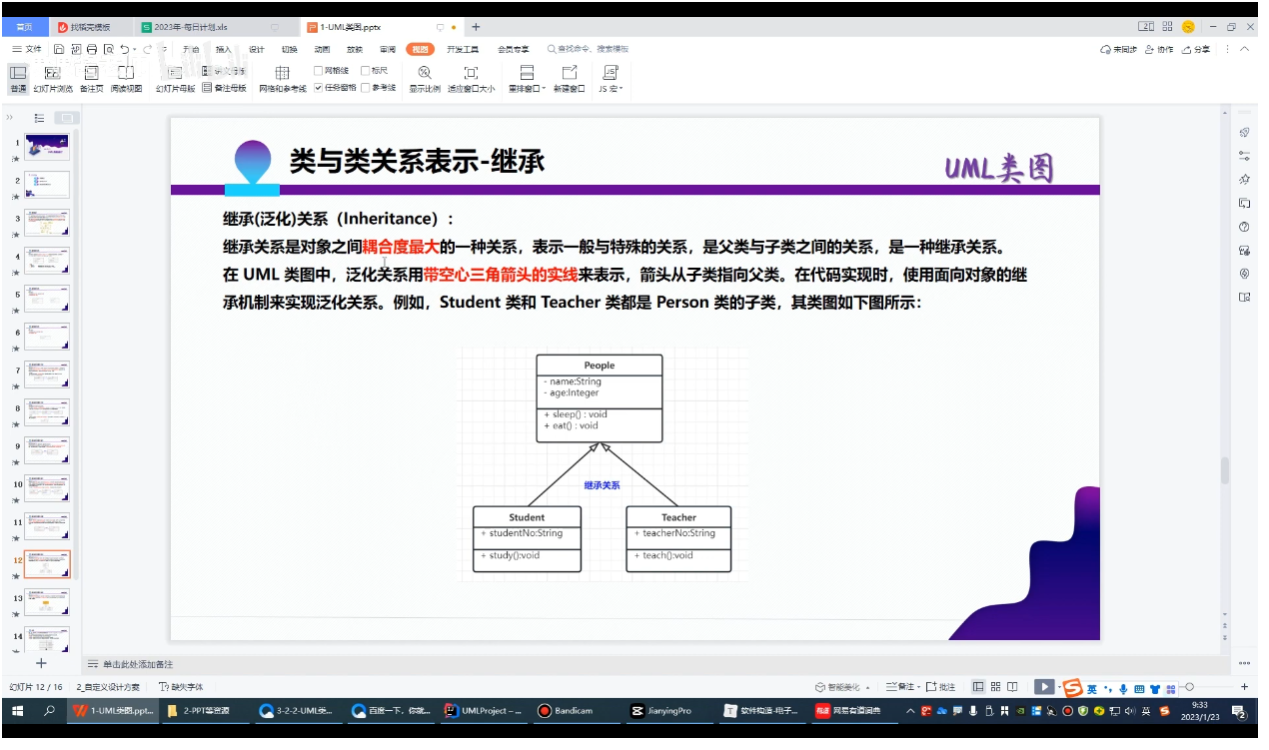 首页
找稿壳模板
2023年-每日计划.xls
1-UML类图.pptx
文件
开始
插入
设计
切换
动画
放映
审阅
视图
开发工具
会员专享
查找命令、搜索模板
未同步
协作
分享
普通
幻灯片浏览
备注页
阅读视图
幻灯片母版
讲义母版
备注母版
网格和参考线
网格线
标尺
任务窗格
参考线
显示比例
适应窗口大小
重排窗口
新建窗口
JS 宏
类与类关系表示-继承
UML类图
继承(泛化)关系（Inheritance）:
继承关系是对象之间耦合度最大的一种关系，表示一般与特殊的关系，是父类与子类之间的关系，是一种继承关系。
在 UML 类图中，泛化关系用带空心三角箭头的实线来表示，箭头从子类指向父类。在代码实现时，使用面向对象的继
承机制来实现泛化关系。例如，Student 类和 Teacher 类都是 Person 类的子类，其类图如下图所示：
People
- name:String
- age:Integer
+ sleep() : void
+ eat() : void
继承关系
Student
+ studentNo:String
+ study():void
Teacher
+ teacherNo:String
+ teach():void
1
2
3
4
5
6
7
8
9
10
11
12
13
14
单击此处添加备注
幻灯片 12 / 16
2_自定义设计方案
缺失字体
智能美化
备注
批注
英
1-UML类图.ppt...
2-PPT等资源
3-2-2-UML类...
百度一下，你就...
UMLProject – ...
Bandicam
JianyingPro
软件构造-电子...
网易有道词典
英
9:33
2023/1/23